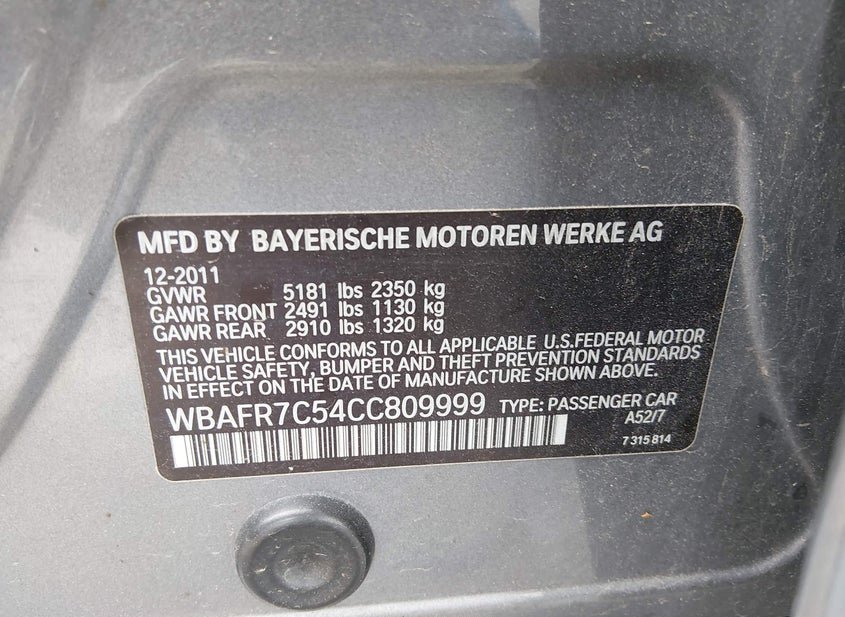 MFD BY BAYERISCHE MOTOREN WERKE AG
12-2011
GVWR 5181 lbs 2350 kg
GAWR FRONT 2491 lbs 1130 kg
GAWR REAR 2910 lbs 1320 kg
THIS VEHICLE CONFORMS TO ALL APPLICABLE U.S.FEDERAL MOTOR
VEHICLE SAFETY, BUMPER AND THEFT PREVENTION STANDARDS
IN EFFECT ON THE DATE OF MANUFACTURE SHOWN ABOVE.
WBAFR7C54CC809999 TYPE: PASSENGER CAR
A52/7
7 315 814